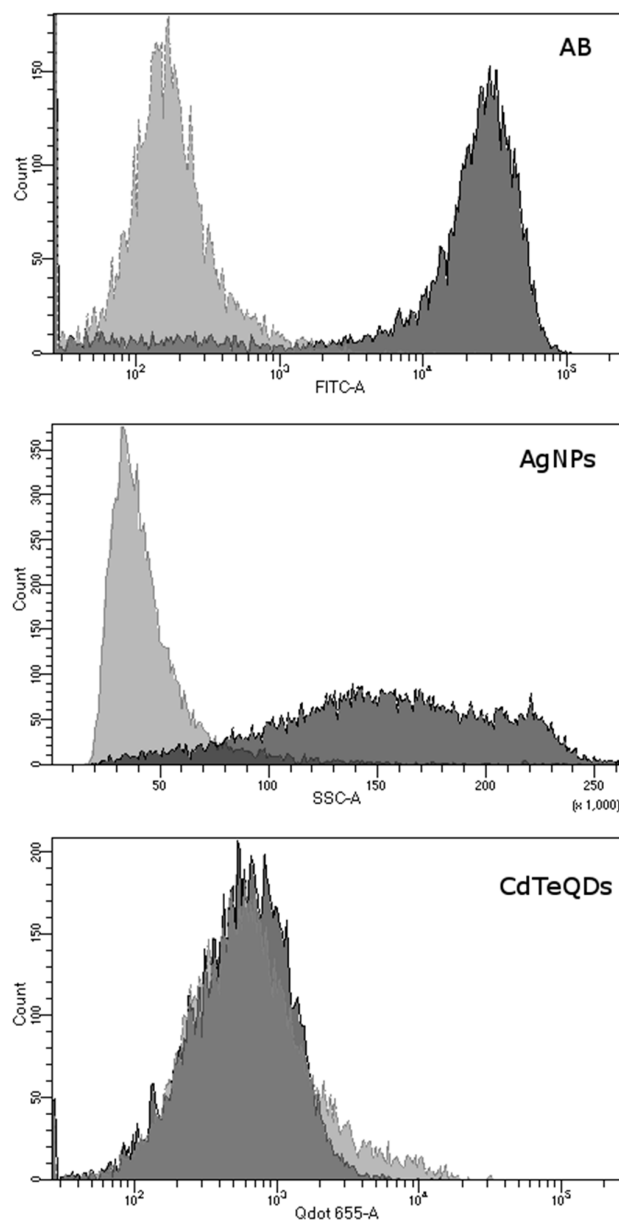 AB
Count
0 50 100 150
10² 10³ 10⁴ 10⁵
FITC-A
AgNPs
Count
0 50 100 150 200 250 300 350
50 100 150 200 250
SSC-A
(x 1,000)
CdTeQDs
Count
0 50 100 150 200
10² 10³ 10⁴ 10⁵
Qdot 655-A